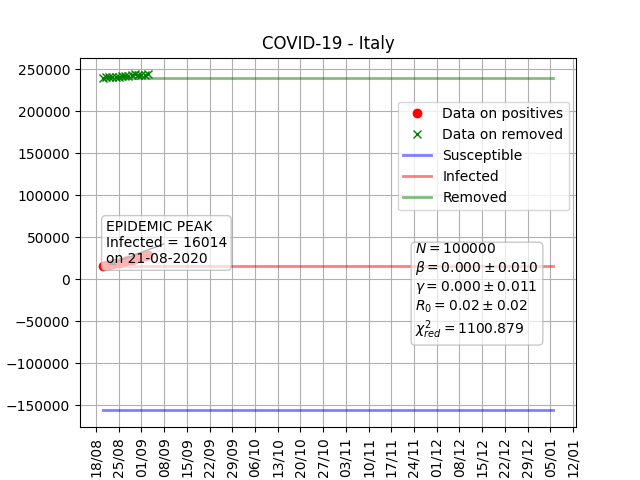 COVID-19 - Italy
250000
200000
150000
100000
50000
0
−50000
−100000
−150000
Data on positives
Data on removed
Susceptible
Infected
Removed
EPIDEMIC PEAK
Infected = 16014
on 21-08-2020
N = 100000
β = 0.000 ± 0.010
γ = 0.000 ± 0.011
R₀ = 0.02 ± 0.02
χ²red = 1100.879
18/08
25/08
01/09
08/09
15/09
22/09
29/09
06/10
13/10
20/10
27/10
03/11
10/11
17/11
24/11
01/12
08/12
15/12
22/12
29/12
05/01
12/01